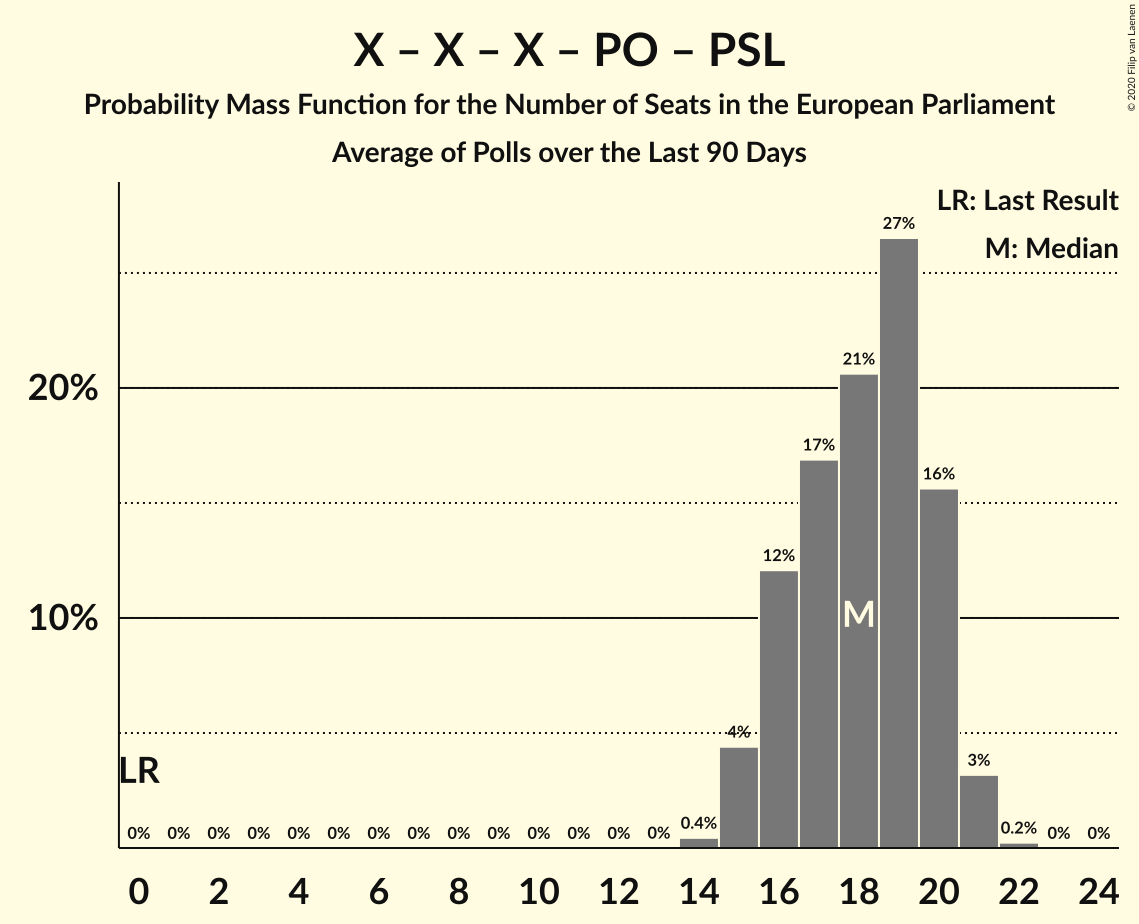 X – X – X – PO – PSL
Probability Mass Function for the Number of Seats in the European Parliament
Average of Polls over the Last 90 Days
© 2020 Filip van Laenen
LR: Last Result
M: Median
27%
21%
20%
17%
16%
12%
10%
M
4%
3%
LR
0% 0% 0% 0% 0% 0% 0% 0% 0% 0% 0% 0% 0% 0% 0.4% 0.2% 0% 0%
0 2 4 6 8 10 12 14 16 18 20 22 24